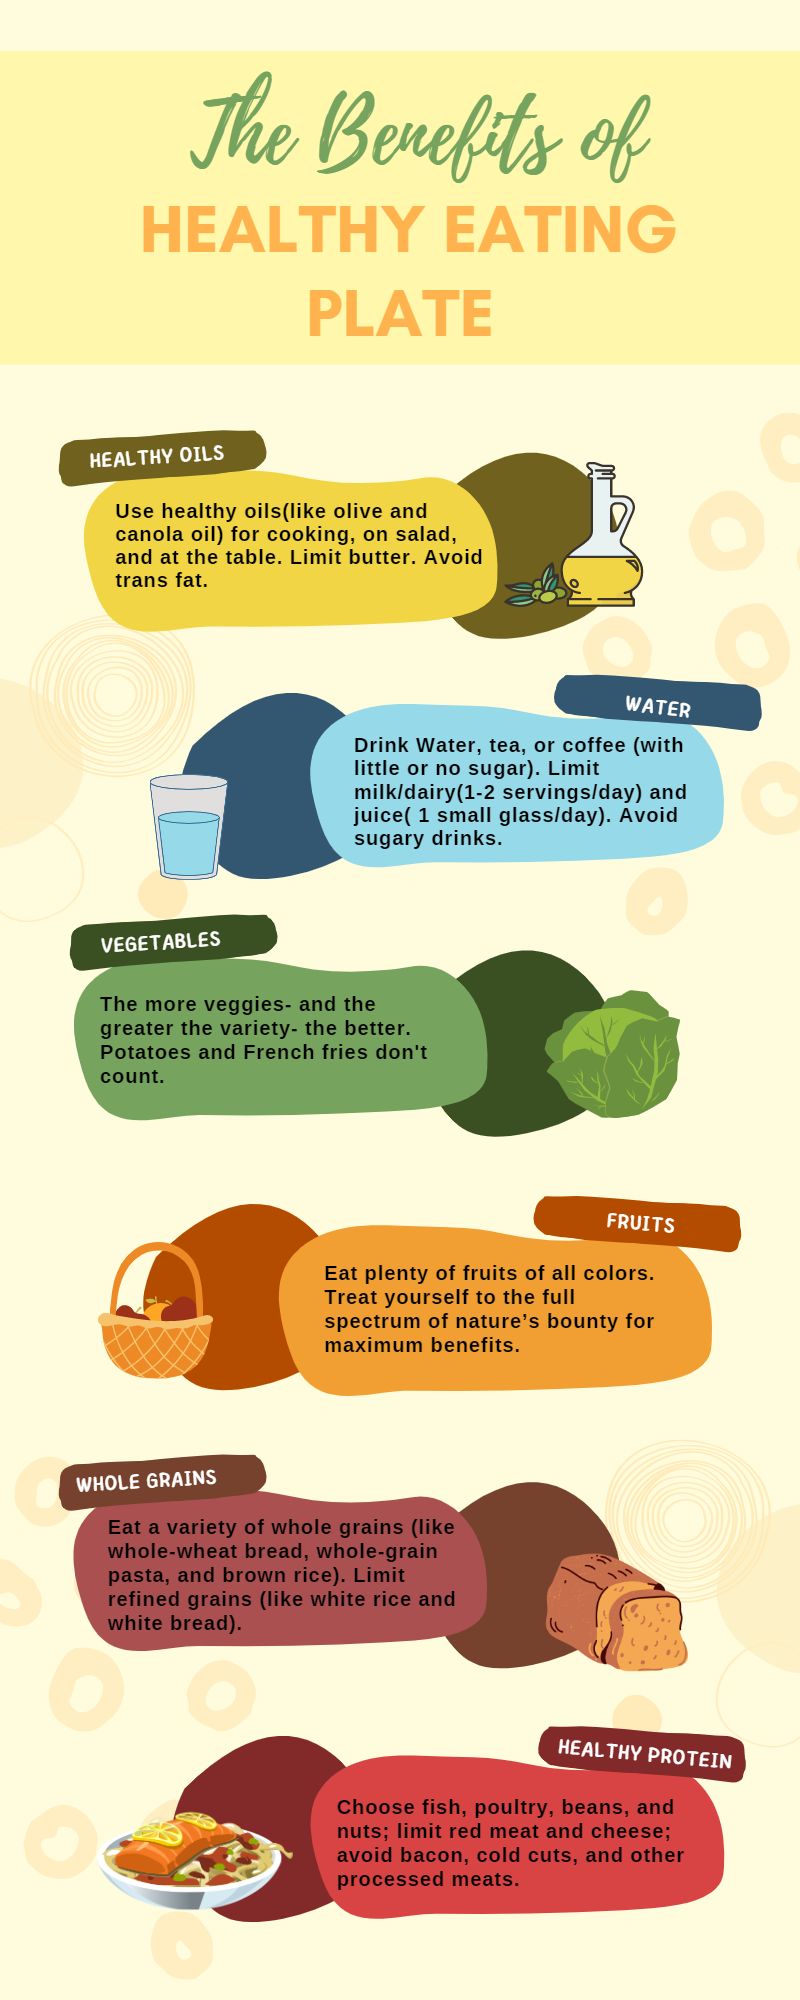 The Benefits of
HEALTHY EATING
PLATE
HEALTHY OILS
Use healthy oils(like olive and
canola oil) for cooking, on salad,
and at the table. Limit butter. Avoid
trans fat.
WATER
Drink Water, tea, or coffee (with
little or no sugar). Limit
milk/dairy(1-2 servings/day) and
juice( 1 small glass/day). Avoid
sugary drinks.
VEGETABLES
The more veggies- and the
greater the variety- the better.
Potatoes and French fries don't
count.
FRUITS
Eat plenty of fruits of all colors.
Treat yourself to the full
spectrum of nature’s bounty for
maximum benefits.
WHOLE GRAINS
Eat a variety of whole grains (like
whole-wheat bread, whole-grain
pasta, and brown rice). Limit
refined grains (like white rice and
white bread).
HEALTHY PROTEIN
Choose fish, poultry, beans, and
nuts; limit red meat and cheese;
avoid bacon, cold cuts, and other
processed meats.